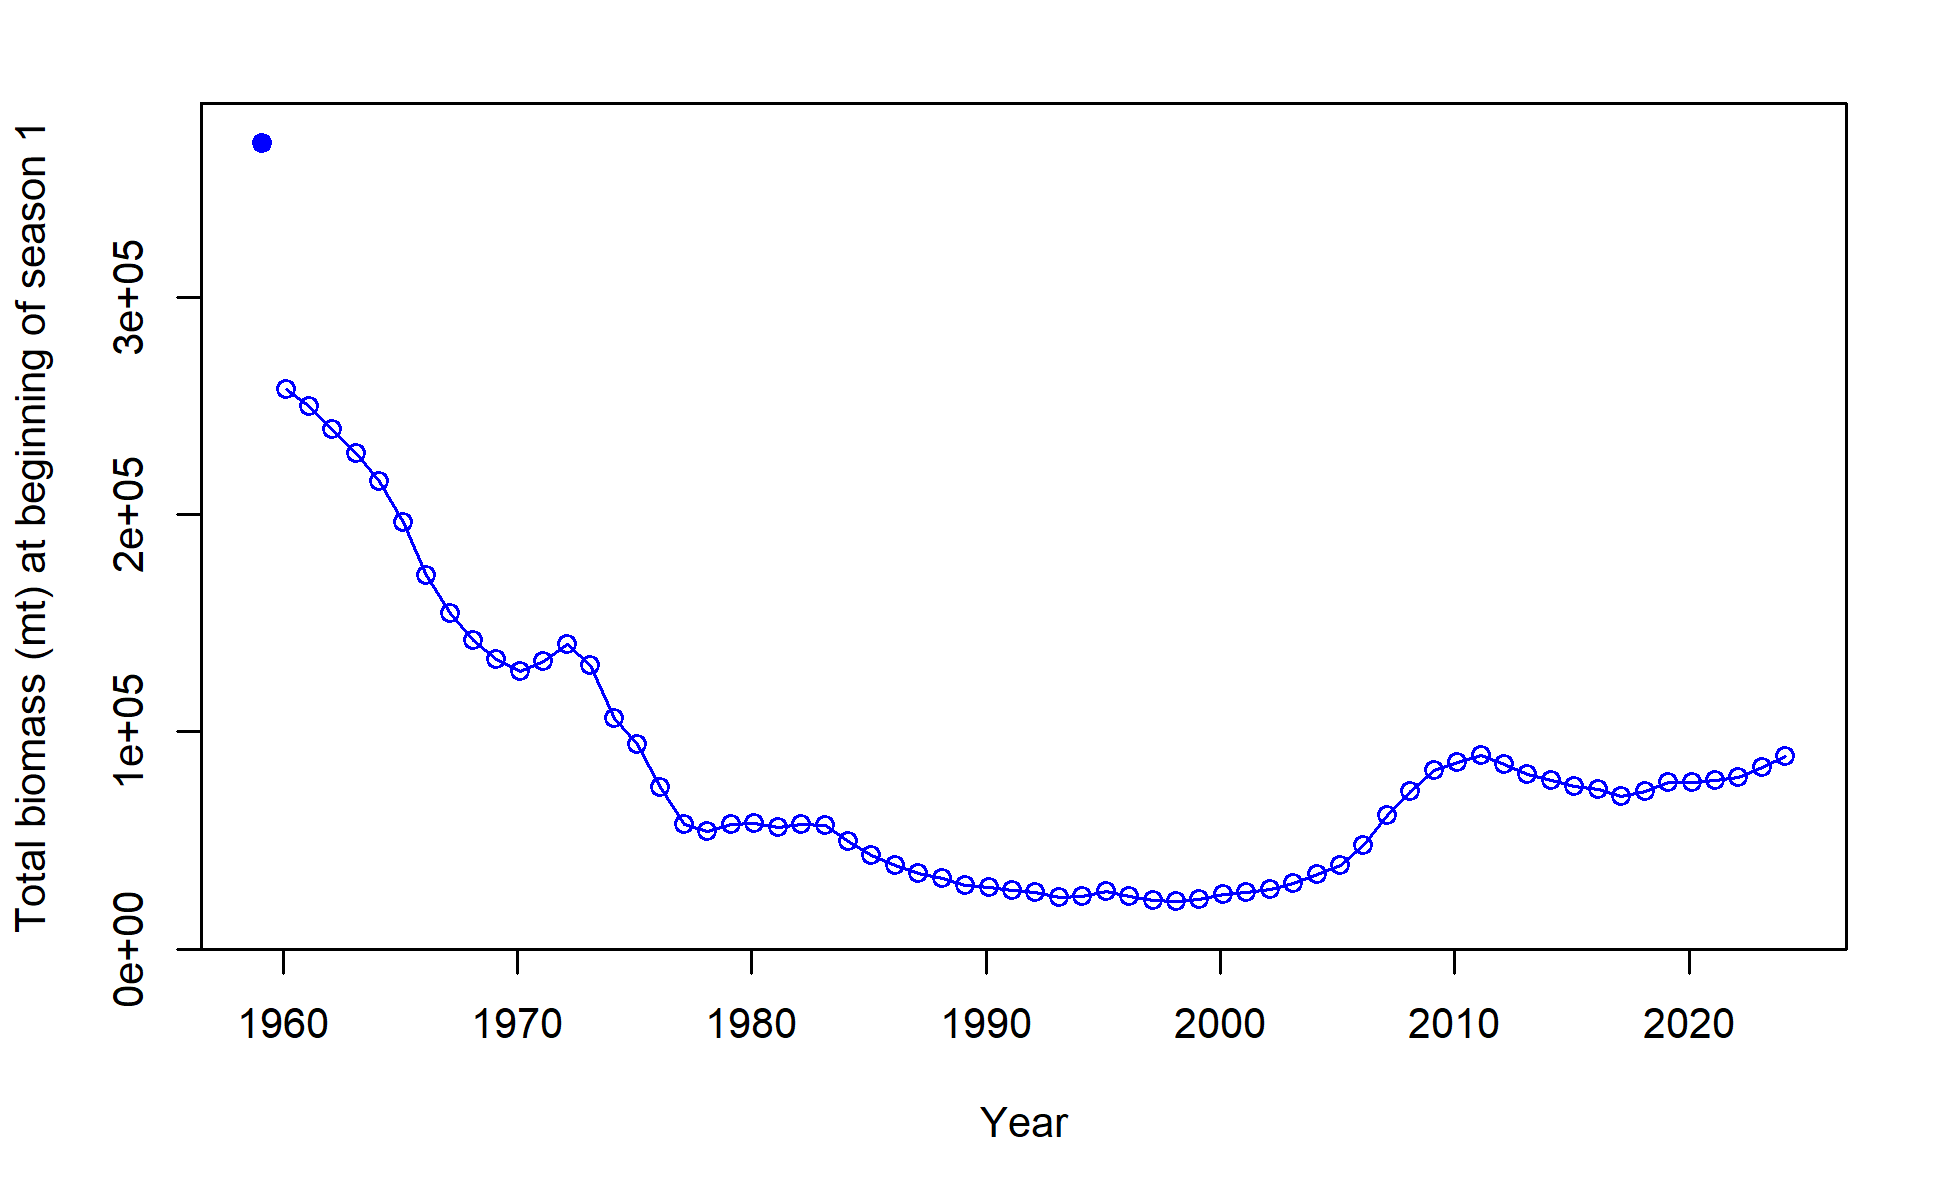 Total biomass (mt) at beginning of season 1
3e+05
2e+05
1e+05
0e+00
1960 1970 1980 1990 2000 2010 2020
Year